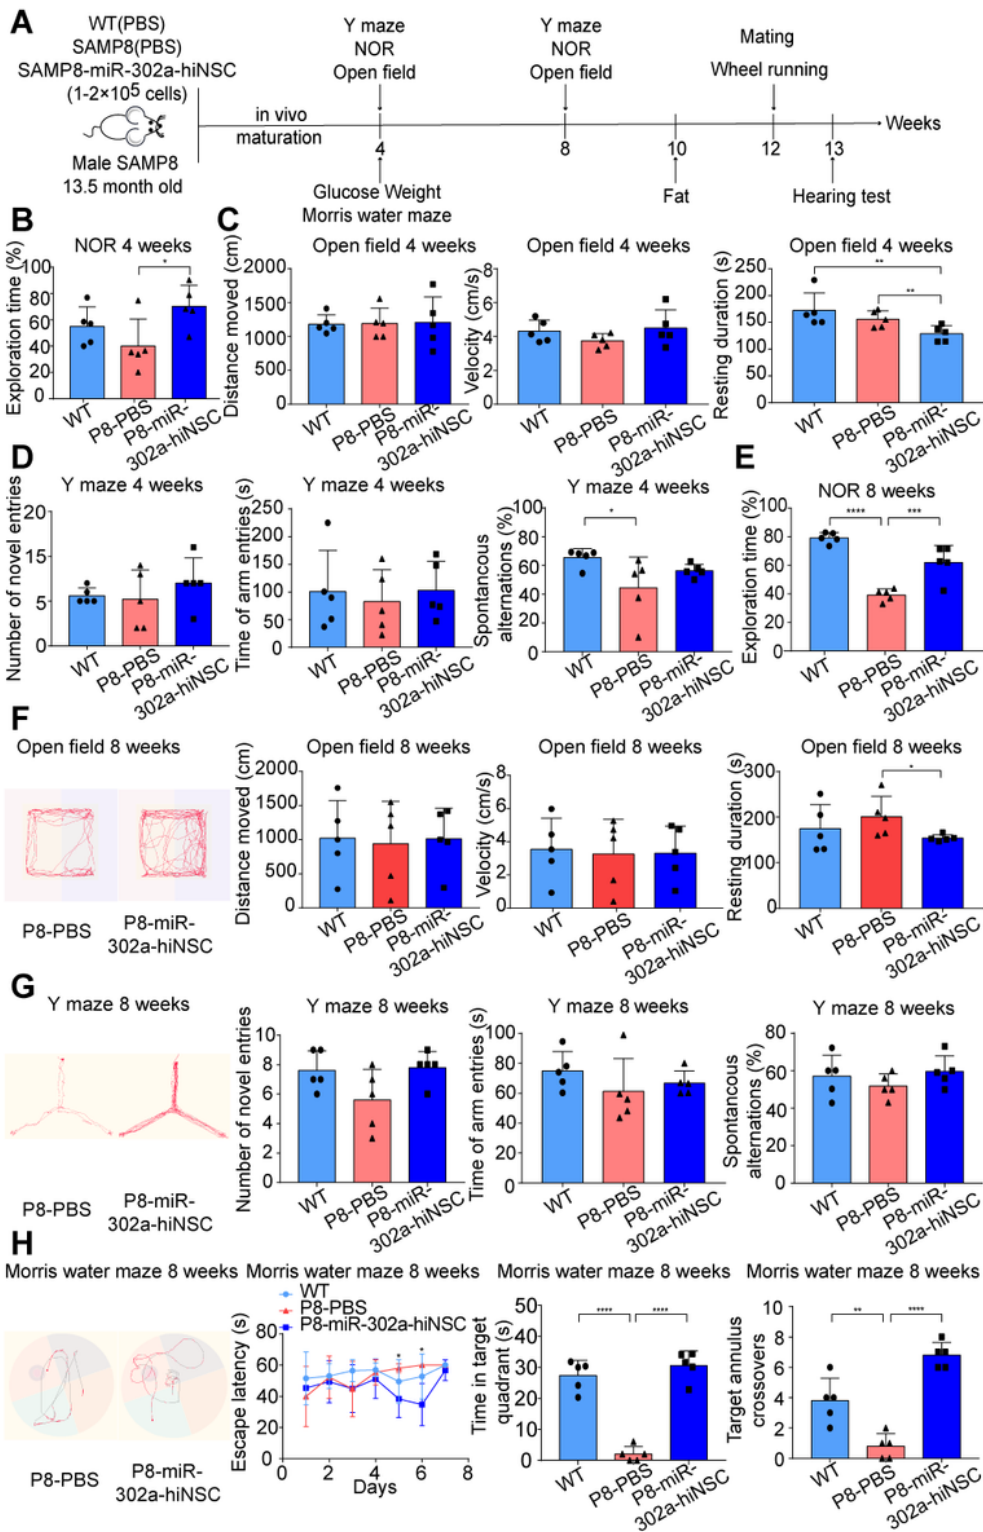 A
WT(PBS)
SAMP8(PBS)
SAMP8-miR-302a-hiNSC
(1-2×10⁵ cells)
Male SAMP8
13.5 month old
in vivo
maturation
Y maze
NOR
Open field
Y maze
NOR
Open field
Mating
Wheel running
Weeks
4
8
10
12
13
Glucose Weight
Morris water maze
Fat
Hearing test
B
NOR 4 weeks
Exploration time (%)
100
80
60
40
20
0
*
WT
P8-PBS
P8-miR-
302a-hiNSC
C
Open field 4 weeks
Distance moved (cm)
2000
1500
1000
500
0
WT
P8-PBS
P8-miR-
302a-hiNSC
Open field 4 weeks
Velocity (cm/s)
8
6
4
2
0
WT
P8-PBS
P8-miR-
302a-hiNSC
Open field 4 weeks
Resting duration (s)
250
200
150
100
50
0
**
**
WT
P8-PBS
P8-miR-
302a-hiNSC
D
Y maze 4 weeks
Number of novel entries
20
15
5
0
WT
P8-PBS
P8-miR-
302a-hiNSC
Y maze 4 weeks
Time of arm entries (s)
250
200
150
100
50
0
WT
P8-PBS
P8-miR-
302a-hiNSC
Y maze 4 weeks
Spontancous
alternations (%)
100
80
60
40
20
0
*
WT
P8-PBS
P8-miR-
302a-hiNSC
E
NOR 8 weeks
Exploration time (%)
100
80
60
40
20
0
****
***
WT
P8-PBS
P8-miR-
302a-hiNSC
F
Open field 8 weeks
P8-PBS
P8-miR-
302a-hiNSC
Open field 8 weeks
Distance moved (cm)
2000
1500
1000
500
0
WT
P8-PBS
P8-miR-
302a-hiNSC
Open field 8 weeks
Velocity (cm/s)
8
6
4
2
0
WT
P8-PBS
P8-miR-
302a-hiNSC
Open field 8 weeks
Resting duration (s)
300
200
100
0
*
WT
P8-PBS
P8-miR-
302a-hiNSC
G
Y maze 8 weeks
P8-PBS
P8-miR-
302a-hiNSC
Y maze 8 weeks
Number of novel entries
10
8
6
4
2
0
WT
P8-PBS
P8-miR-
302a-hiNSC
Y maze 8 weeks
Time of arm entries (s)
100
80
60
40
20
0
WT
P8-PBS
P8-miR-
302a-hiNSC
Y maze 8 weeks
Spontancous
alternations (%)
80
60
40
20
0
WT
P8-PBS
P8-miR-
302a-hiNSC
H
Morris water maze 8 weeks
P8-PBS
P8-miR-
302a-hiNSC
Morris water maze 8 weeks
WT
P8-PBS
P8-miR-302a-hiNSC
Escape latency (s)
80
60
40
20
0
* *
0 2 4 6 8
Days
Morris water maze 8 weeks
Time in target
quadrant (s)
50
40
30
20
10
0
****
****
WT
P8-PBS
P8-miR-
302a-hiNSC
Morris water maze 8 weeks
Target annulus
crossovers
10
8
6
4
2
0
**
****
WT
P8-PBS
P8-miR-
302a-hiNSC